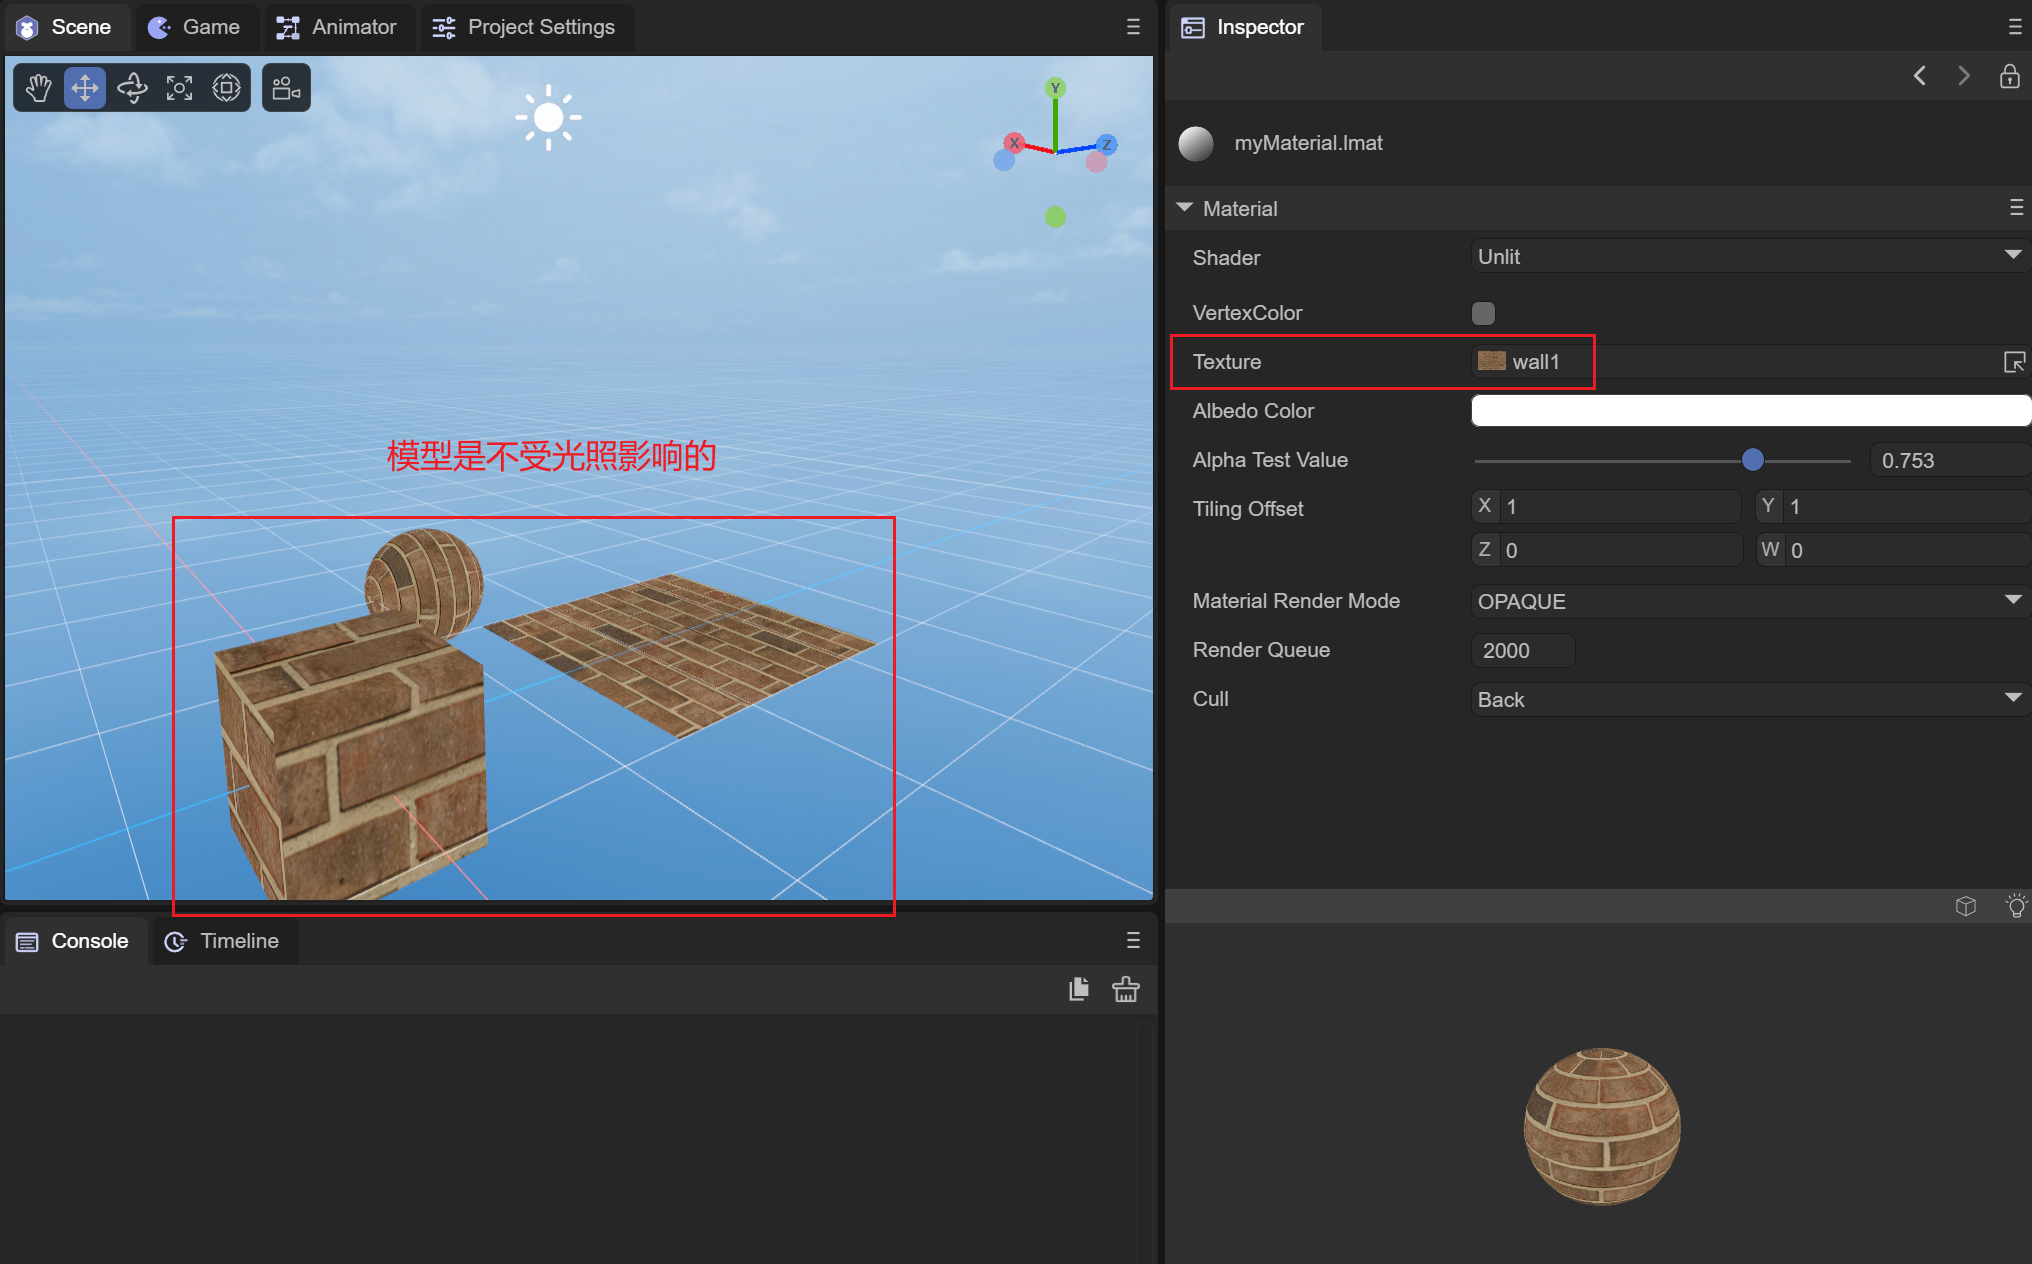 Scene Game Animator Project Settings
Y
X Z
模型是不受光照影响的
Console Timeline
Inspector
myMaterial.lmat
Material
Shader Unlit
VertexColor
Texture wall1
Albedo Color
Alpha Test Value 0.753
Tiling Offset X 1 Y 1
Z 0 W 0
Material Render Mode OPAQUE
Render Queue 2000
Cull Back